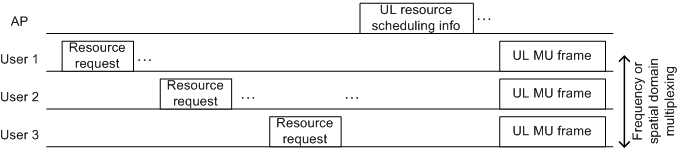 AP
UL resource
scheduling info
...
User 1
Resource
request
...
UL MU frame
User 2
Resource
request
...
...
UL MU frame
User 3
Resource
request
UL MU frame
Frequency or
spatial domain
multiplexing